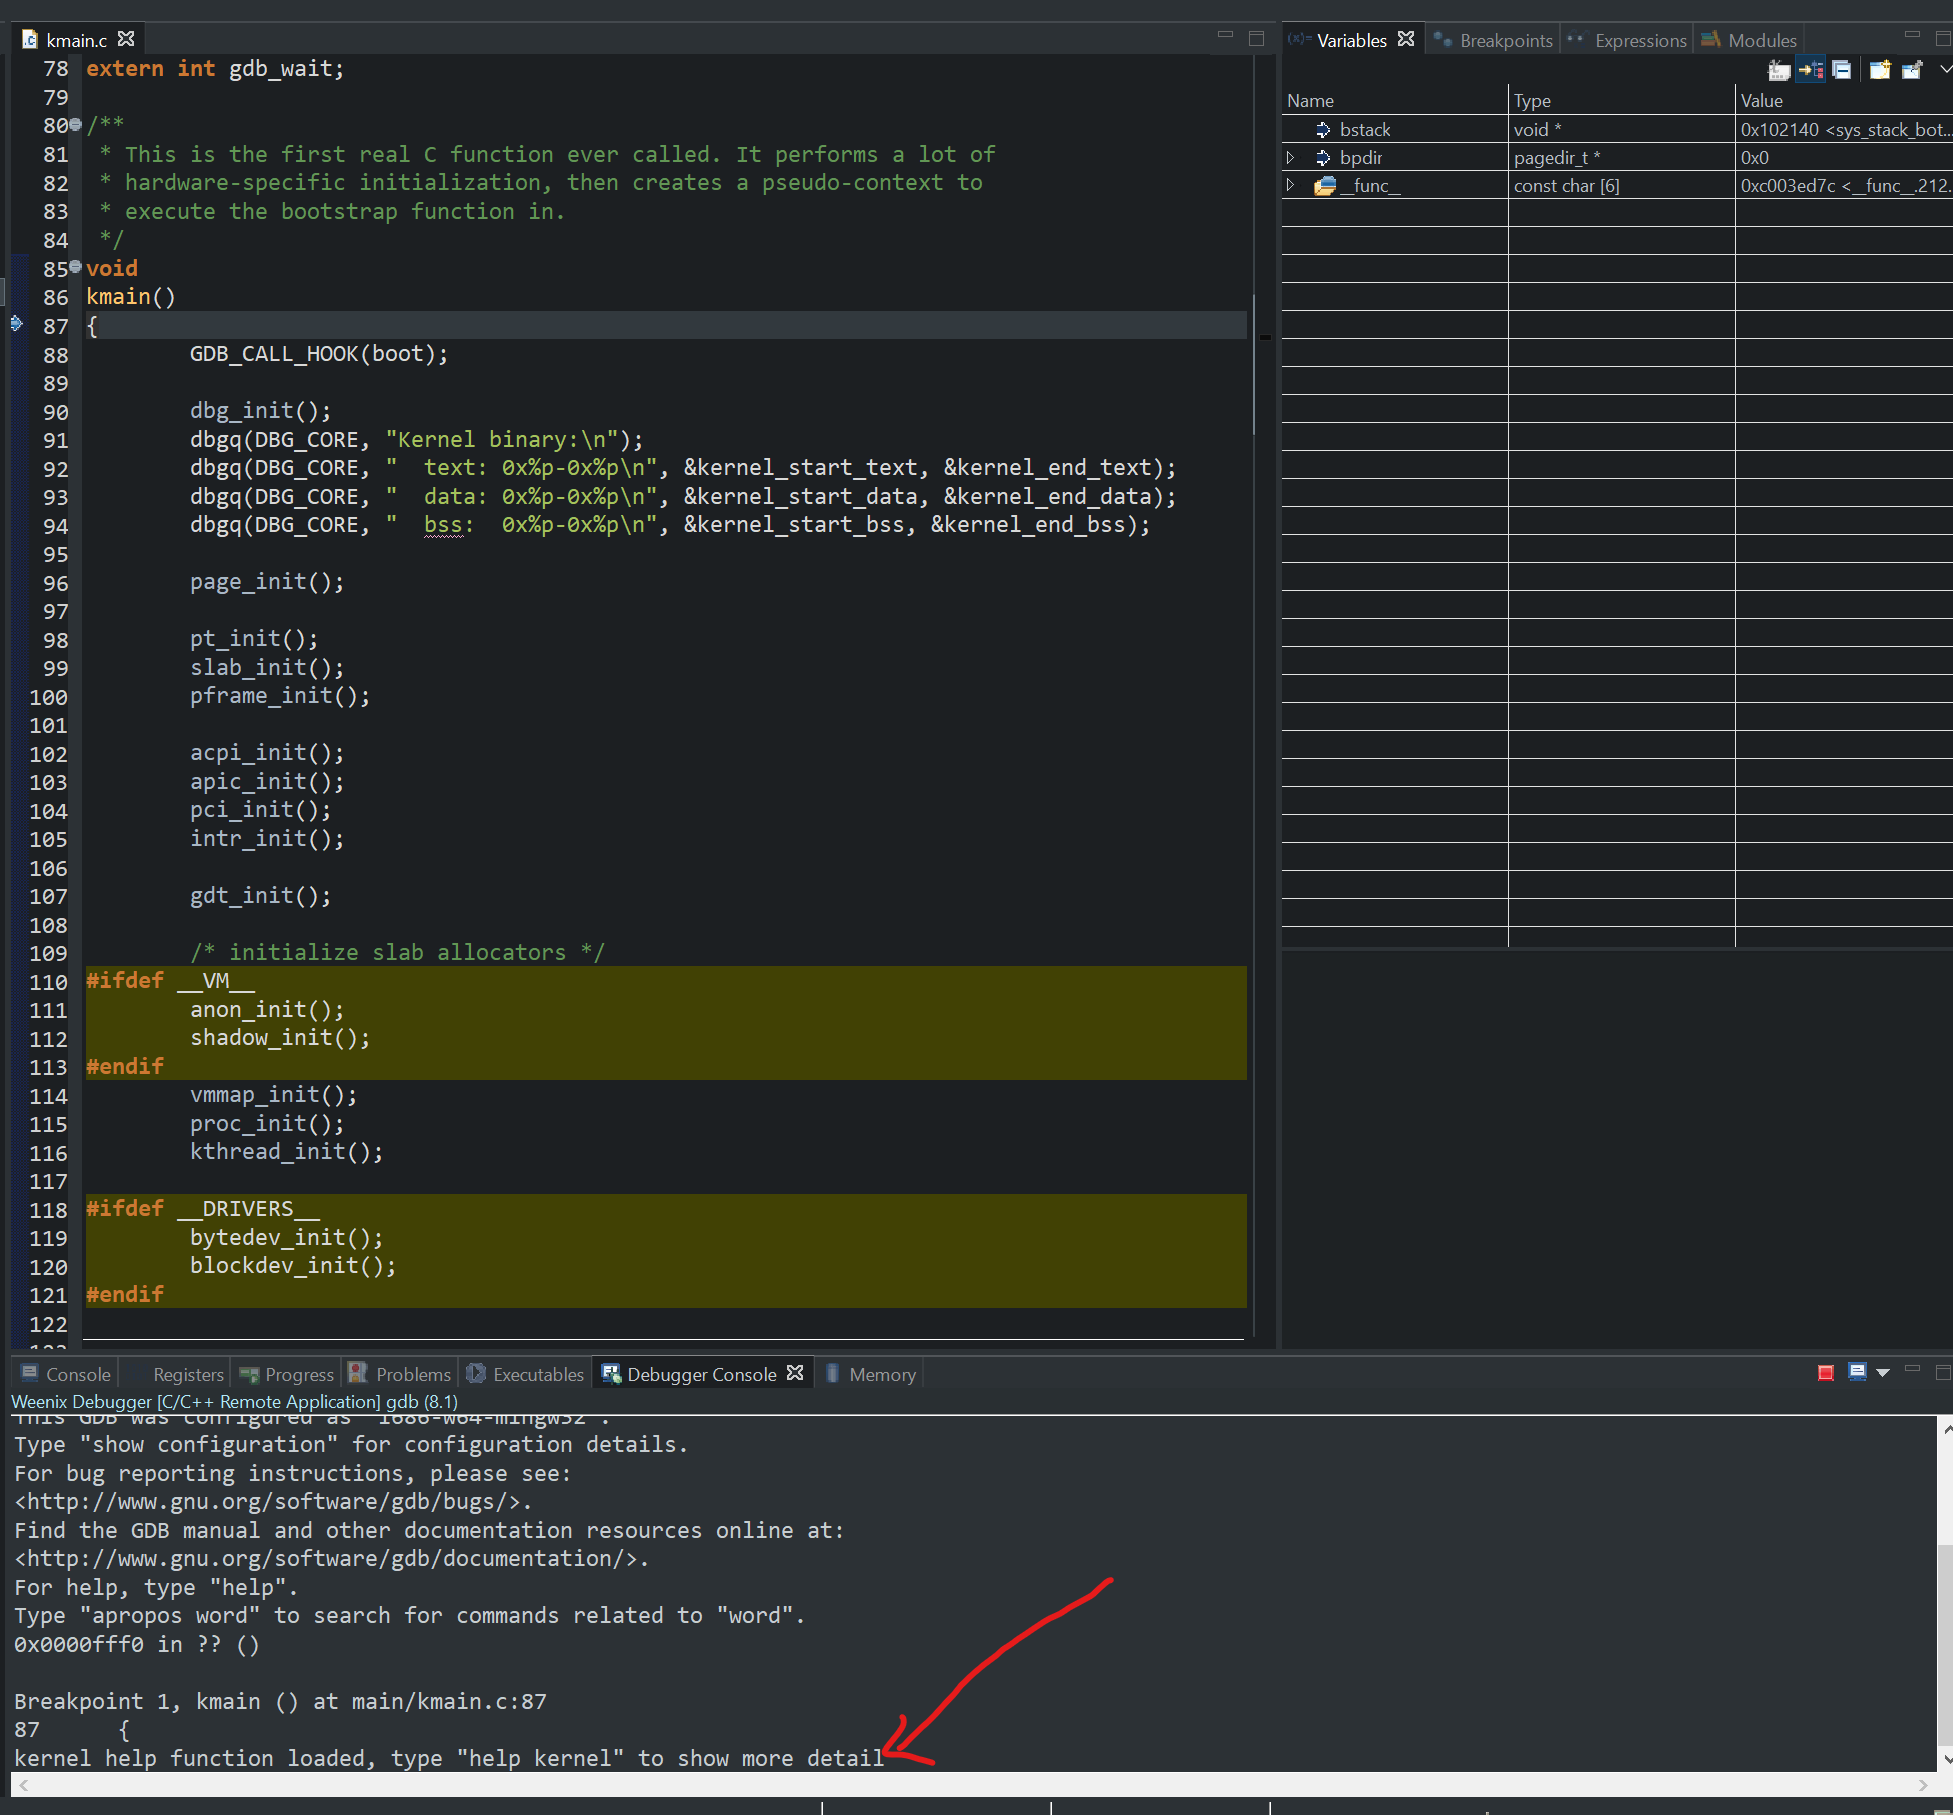 kmain.c
78 extern int gdb_wait;
79
80 /**
81  * This is the first real C function ever called. It performs a lot of
82  * hardware-specific initialization, then creates a pseudo-context to
83  * execute the bootstrap function in.
84  */
85 void
86 kmain()
87 {
88         GDB_CALL_HOOK(boot);
89
90         dbg_init();
91         dbgq(DBG_CORE, "Kernel binary:\n");
92         dbgq(DBG_CORE, "  text: 0x%p-0x%p\n", &kernel_start_text, &kernel_end_text);
93         dbgq(DBG_CORE, "  data: 0x%p-0x%p\n", &kernel_start_data, &kernel_end_data);
94         dbgq(DBG_CORE, "  bss:  0x%p-0x%p\n", &kernel_start_bss, &kernel_end_bss);
95
96         page_init();
97
98         pt_init();
99         slab_init();
100         pframe_init();
101
102         acpi_init();
103         apic_init();
104         pci_init();
105         intr_init();
106
107         gdt_init();
108
109         /* initialize slab allocators */
110 #ifdef __VM__
111         anon_init();
112         shadow_init();
113 #endif
114         vmmap_init();
115         proc_init();
116         kthread_init();
117
118 #ifdef __DRIVERS__
119         bytedev_init();
120         blockdev_init();
121 #endif
122
Variables Breakpoints Expressions Modules
Name Type Value
bstack void * 0x102140 <sys_stack_bot...
bpdir pagedir_t * 0x0
__func__ const char [6] 0xc003ed7c <__func__.212...
Console Registers Progress Problems Executables Debugger Console Memory
Weenix Debugger [C/C++ Remote Application] gdb (8.1)
This GDB was configured as "i686-w64-mingw32".
Type "show configuration" for configuration details.
For bug reporting instructions, please see:
<http://www.gnu.org/software/gdb/bugs/>.
Find the GDB manual and other documentation resources online at:
<http://www.gnu.org/software/gdb/documentation/>.
For help, type "help".
Type "apropos word" to search for commands related to "word".
0x0000fff0 in ?? ()
Breakpoint 1, kmain () at main/kmain.c:87
87      {
kernel help function loaded, type "help kernel" to show more detail